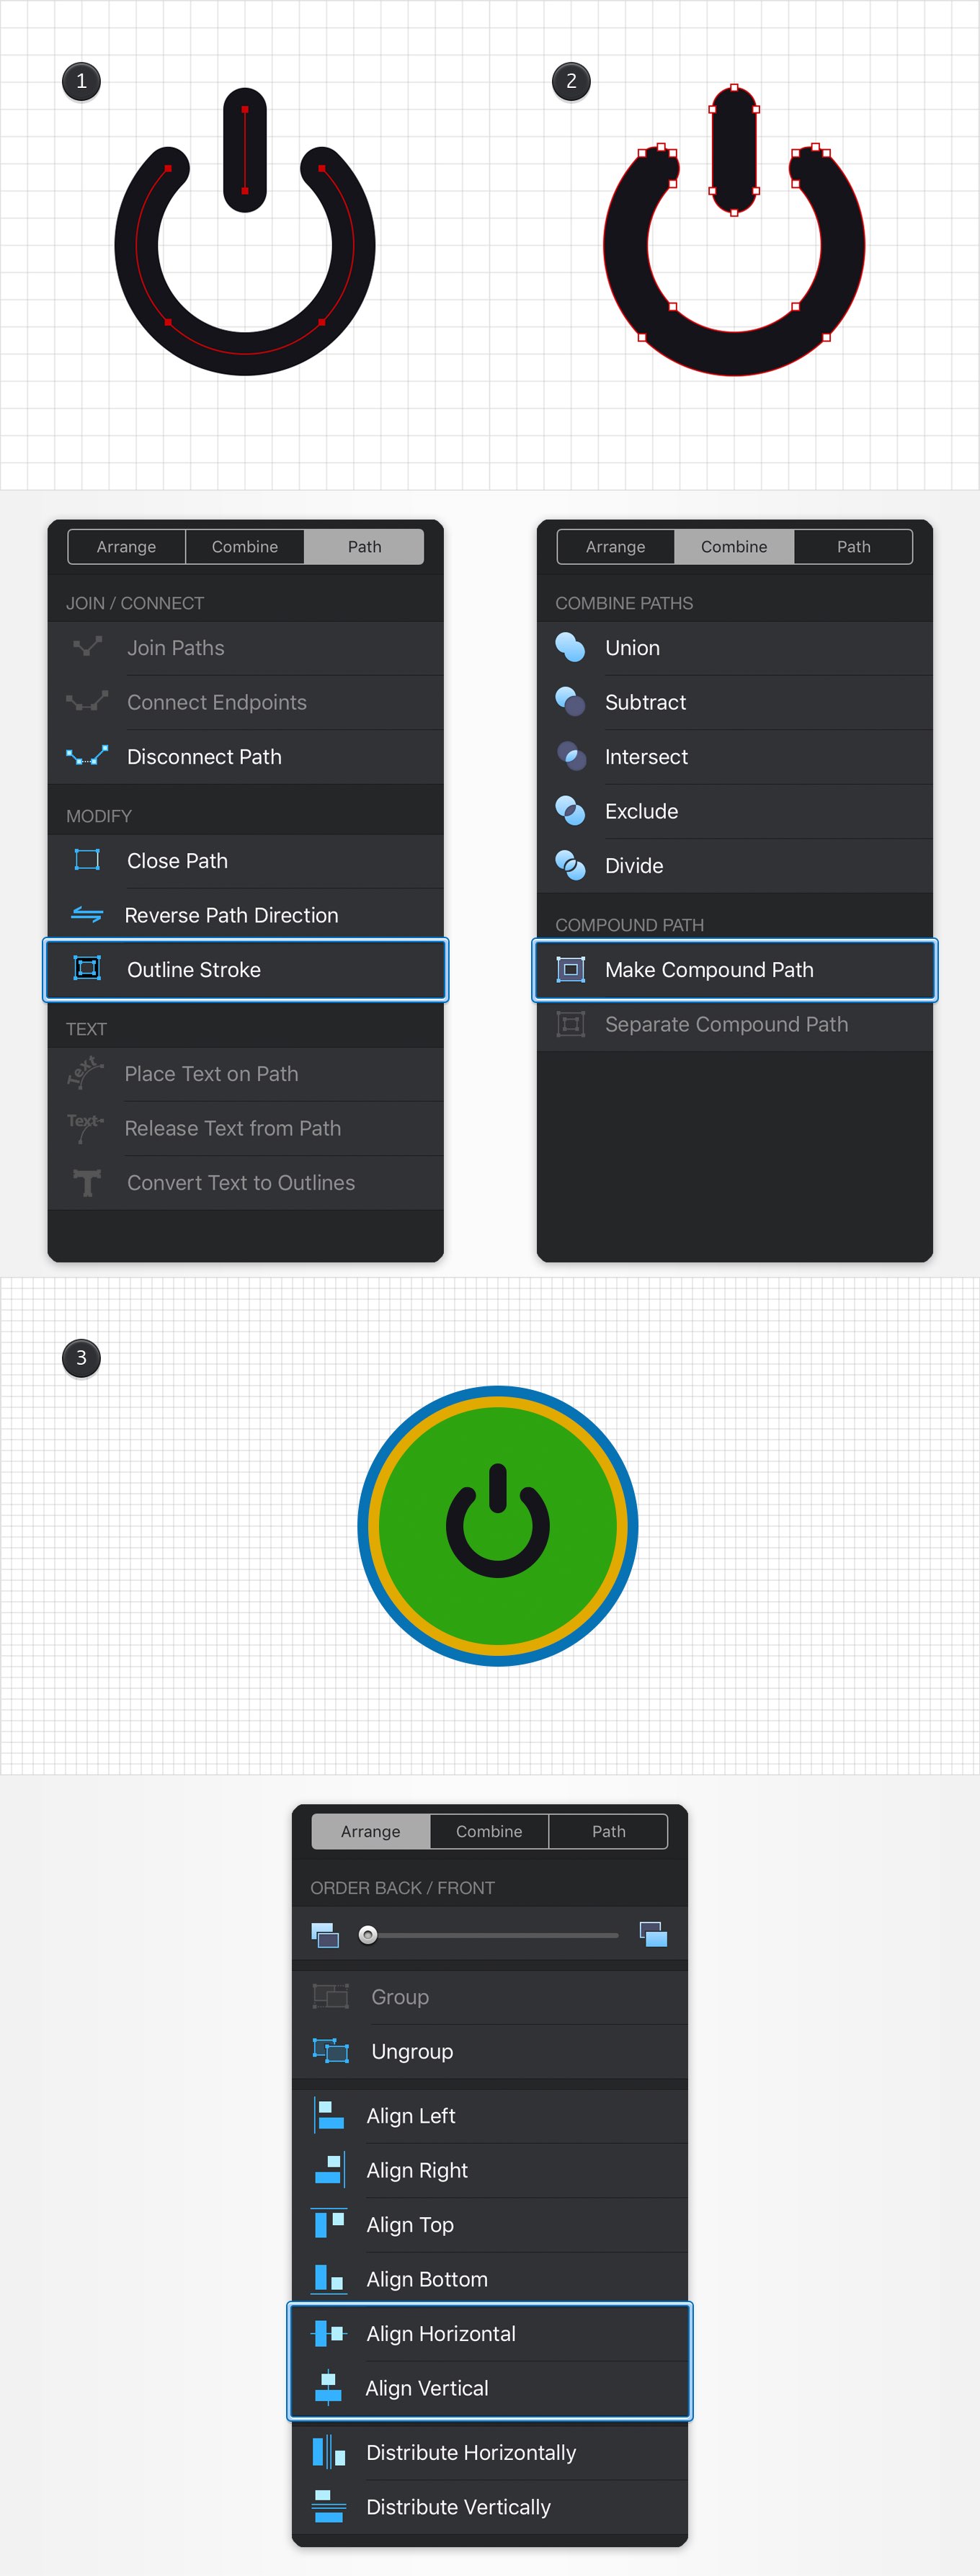 1
2
Arrange Combine Path
JOIN / CONNECT
Join Paths
Connect Endpoints
Disconnect Path
MODIFY
Close Path
Reverse Path Direction
Outline Stroke
TEXT
Text
Place Text on Path
Text
Release Text from Path
T
Convert Text to Outlines
Arrange Combine Path
COMBINE PATHS
Union
Subtract
Intersect
Exclude
Divide
COMPOUND PATH
Make Compound Path
Separate Compound Path
3
Arrange Combine Path
ORDER BACK / FRONT
Group
Ungroup
Align Left
Align Right
Align Top
Align Bottom
Align Horizontal
Align Vertical
Distribute Horizontally
Distribute Vertically